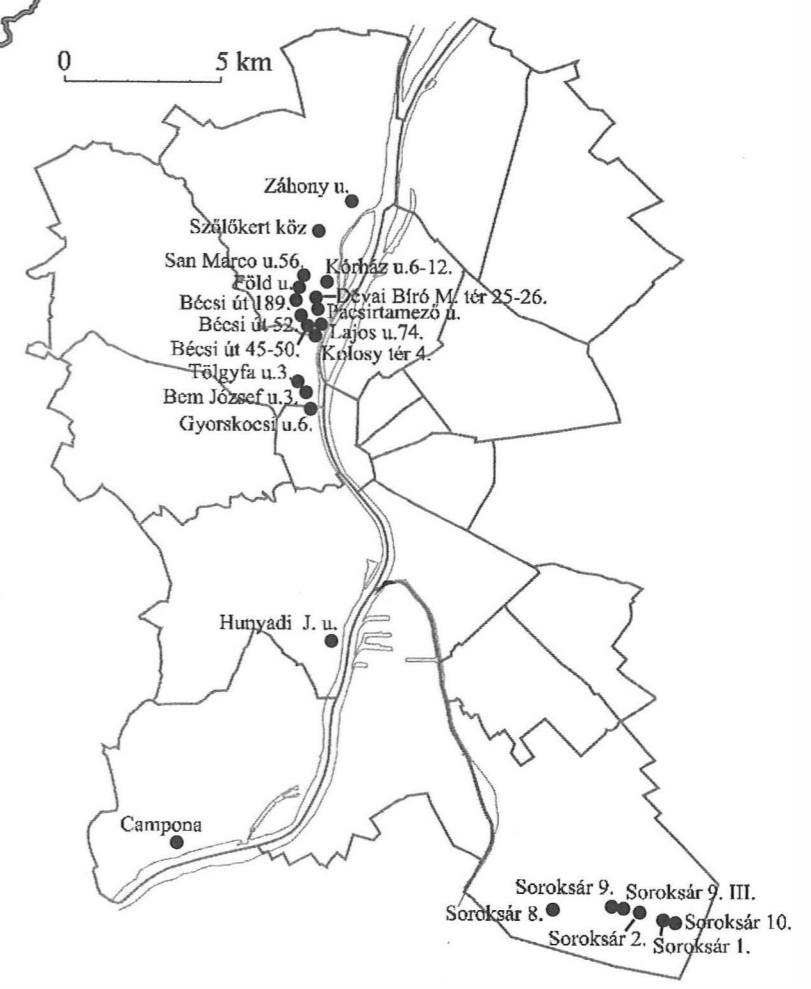 0 5 km
Záhony u.
Szőlőkert köz
San Marco u.56.
Kórház u.6-12.
Föld u.
Dévai Bíró M. tér 25-26.
Bécsi út 189.
Pacsirtamező u.
Bécsi út 52.
Lajos u.74.
Bécsi út 45-50.
Kolosy tér 4.
Tölgyfa u.3.
Bem József u.3.
Gyorskocsi u.6.
Hunyadi J. u.
Campona
Soroksár 9.
Soroksár 9. III.
Soroksár 8.
Soroksár 10.
Soroksár 2.
Soroksár 1.